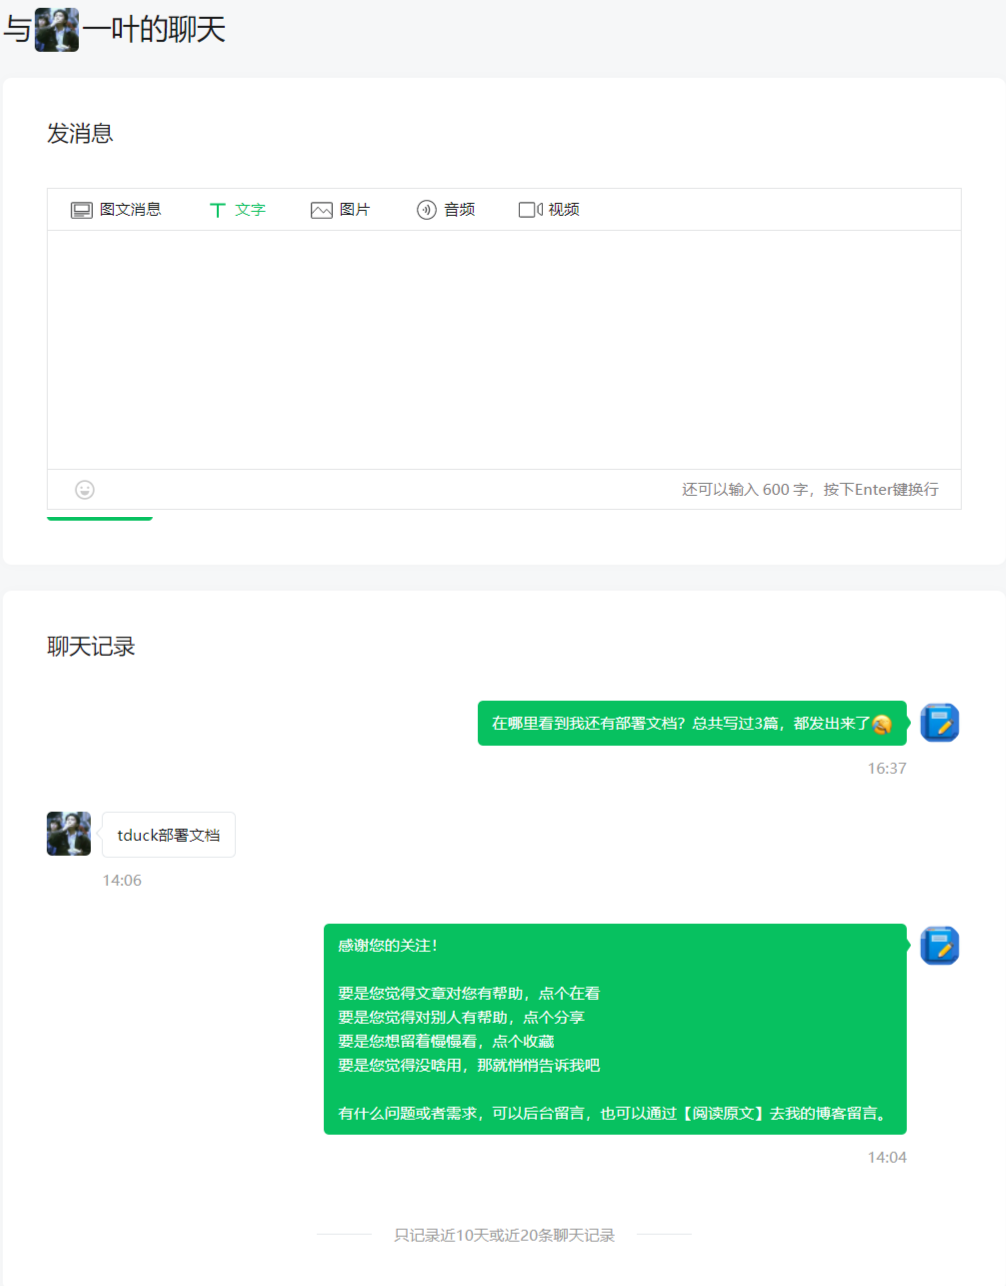 与一叶的聊天
发消息
图文消息 文字 图片 音频 视频
还可以输入 600 字，按下Enter键换行
聊天记录
在哪里看到我还有部署文档？总共写过3篇，都发出来了
16:37
tduck部署文档
14:06
感谢您的关注！
要是您觉得文章对您有帮助，点个在看
要是您觉得对别人有帮助，点个分享
要是您想留着慢慢看，点个收藏
要是您觉得没啥用，那就悄悄告诉我吧
有什么问题或者需求，可以后台留言，也可以通过【阅读原文】去我的博客留言。
14:04
只记录近10天或近20条聊天记录